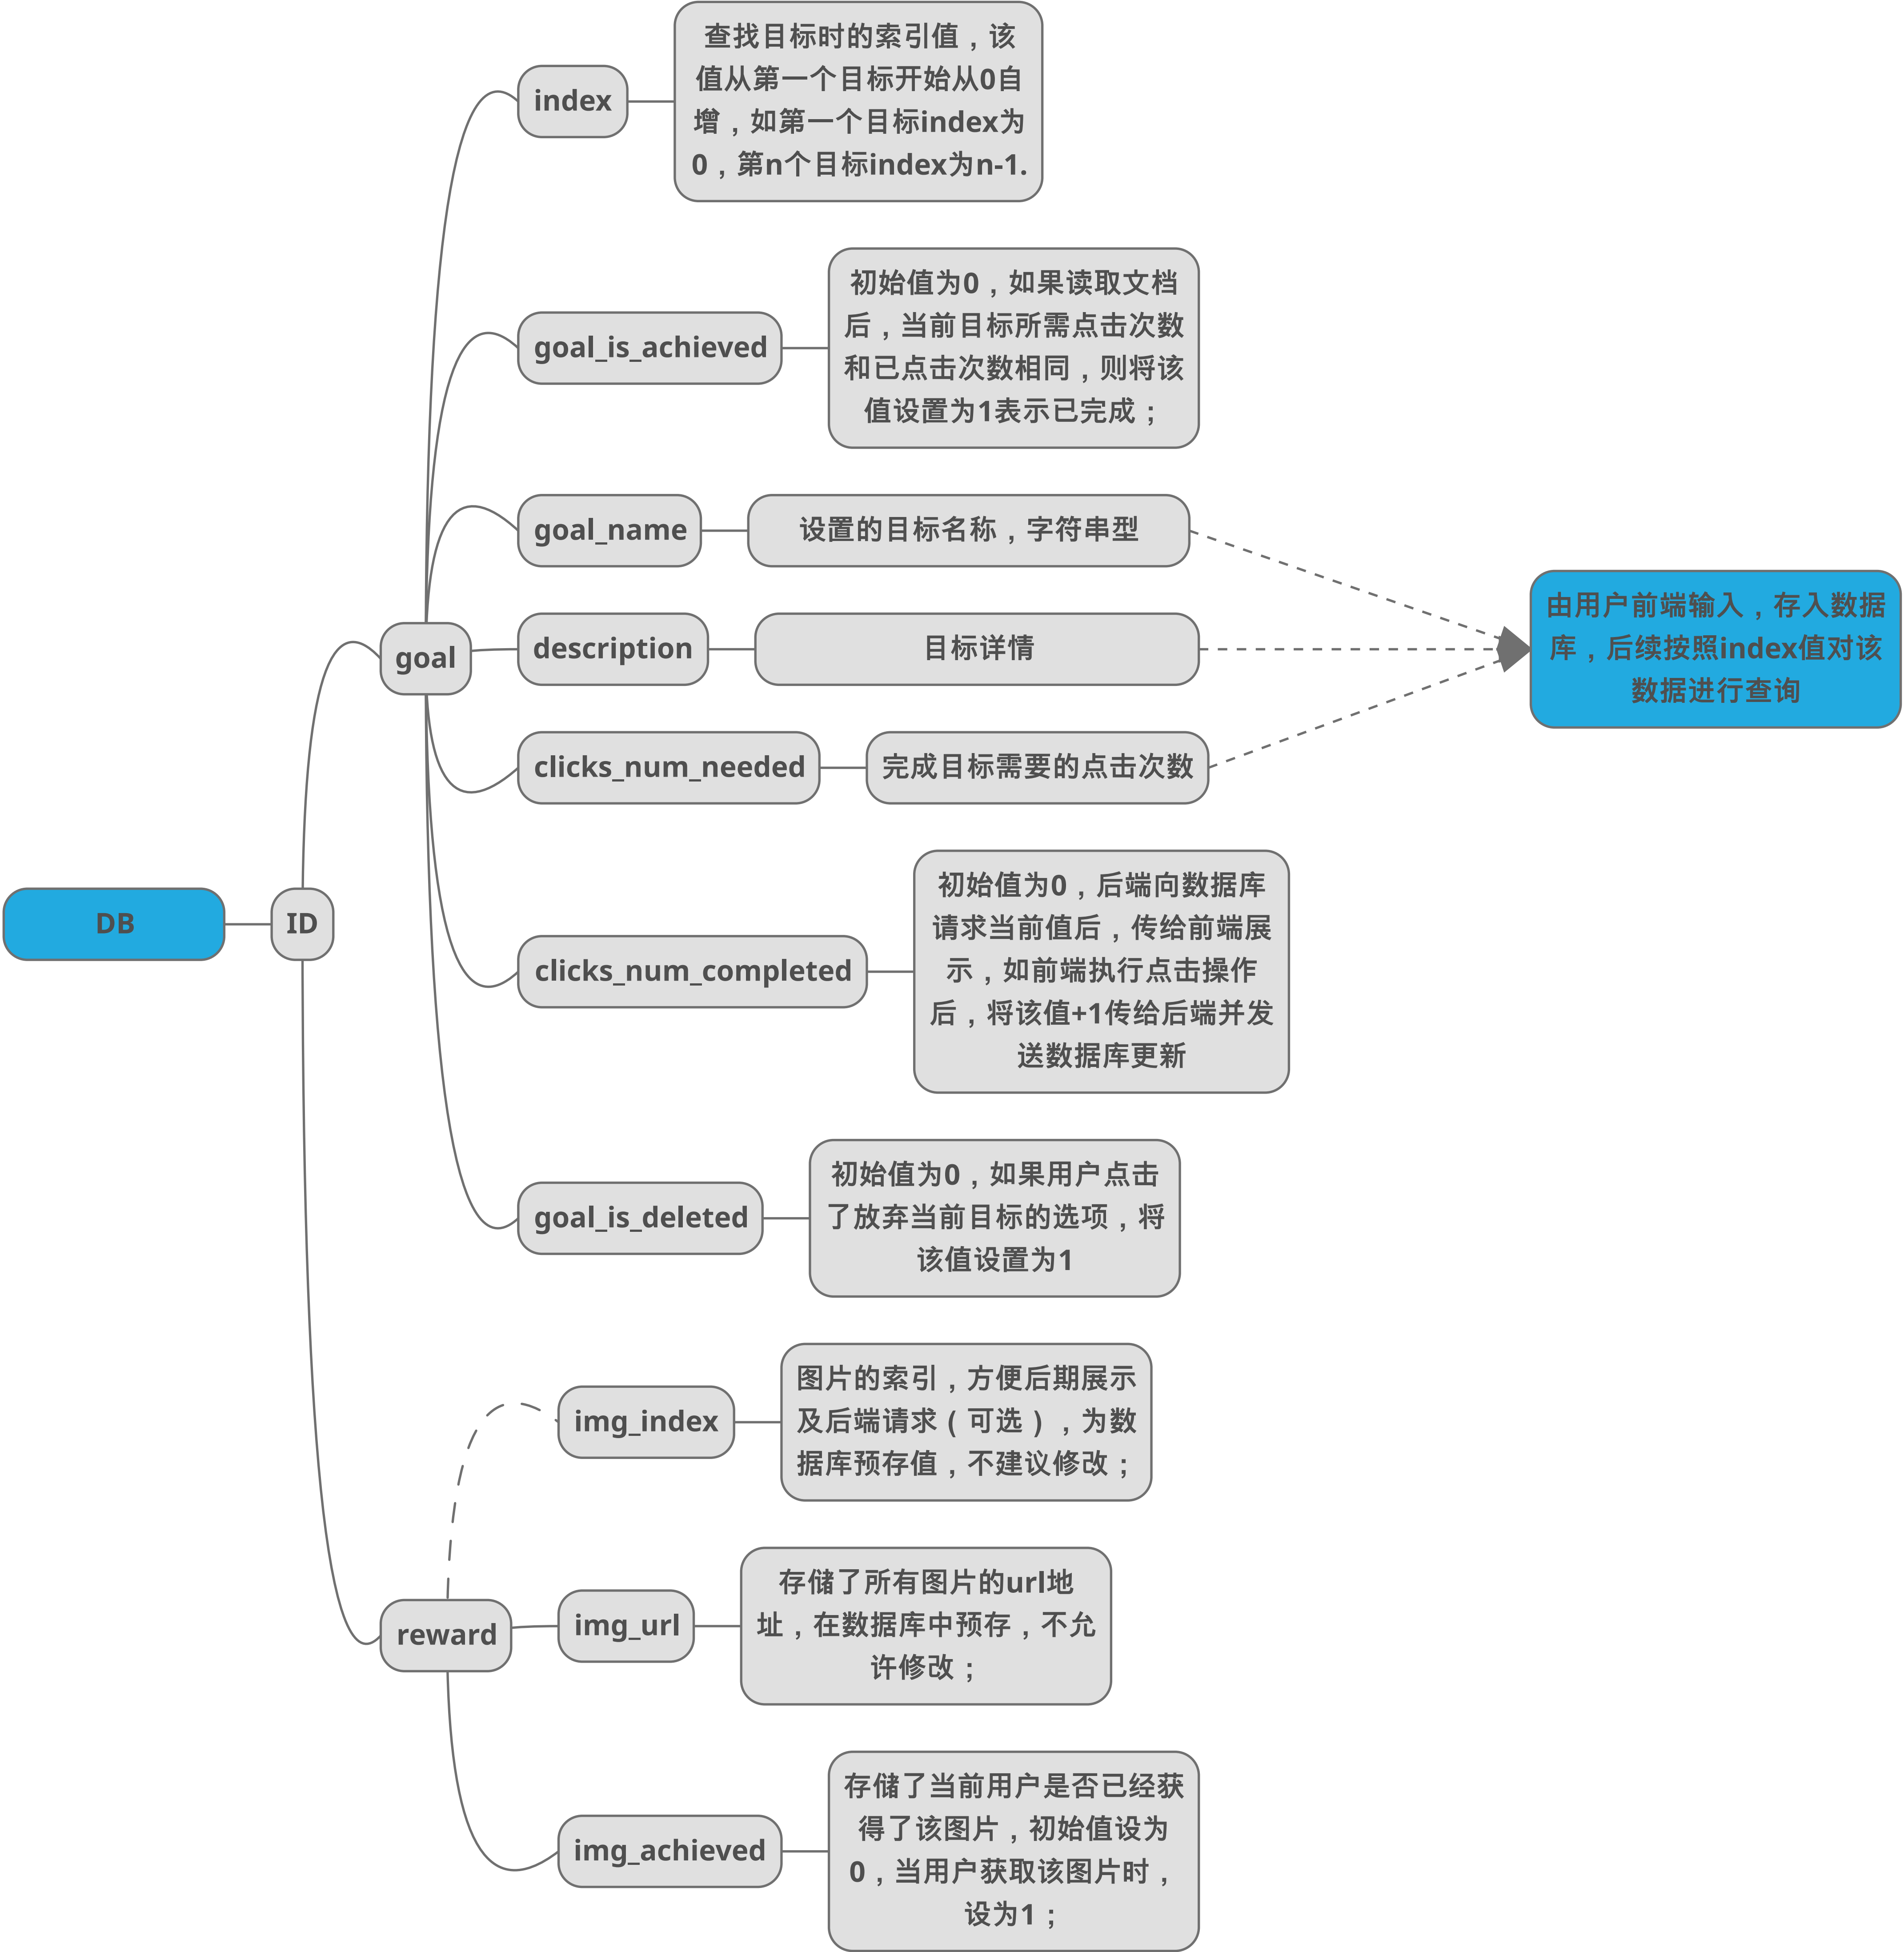 查找目标时的索引值，该
值从第一个目标开始从0自
增，如第一个目标index为
0，第n个目标index为n-1.
index
初始值为0，如果读取文档
后，当前目标所需点击次数
和已点击次数相同，则将该
值设置为1表示已完成；
goal_is_achieved
goal_name
设置的目标名称，字符串型
由用户前端输入，存入数据
库，后续按照index值对该
数据进行查询
goal
description
目标详情
clicks_num_needed
完成目标需要的点击次数
DB
ID
clicks_num_completed
初始值为0，后端向数据库
请求当前值后，传给前端展
示，如前端执行点击操作
后，将该值+1传给后端并发
送数据库更新
goal_is_deleted
初始值为0，如果用户点击
了放弃当前目标的选项，将
该值设置为1
img_index
图片的索引，方便后期展示
及后端请求（可选），为数
据库预存值，不建议修改；
reward
img_url
存储了所有图片的url地
址，在数据库中预存，不允
许修改；
img_achieved
存储了当前用户是否已经获
得了该图片，初始值设为
0，当用户获取该图片时，
设为1；